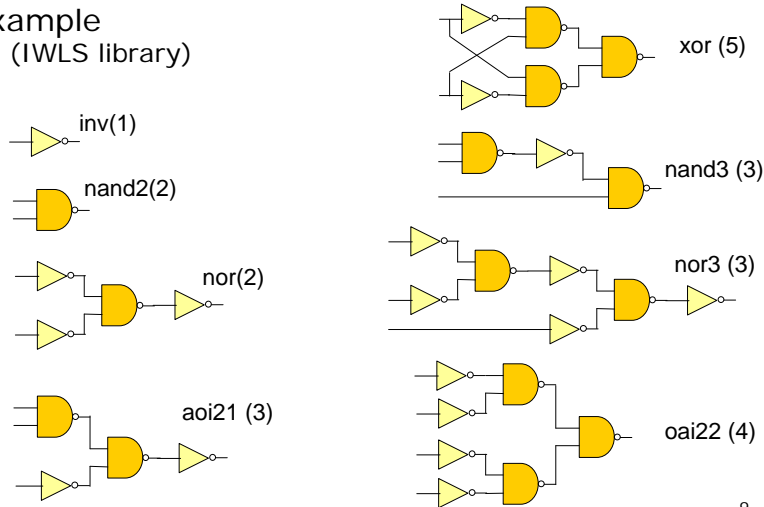 xample
(IWLS library)
inv(1)
nand2(2)
nor(2)
aoi21 (3)
xor (5)
nand3 (3)
nor3 (3)
oai22 (4)